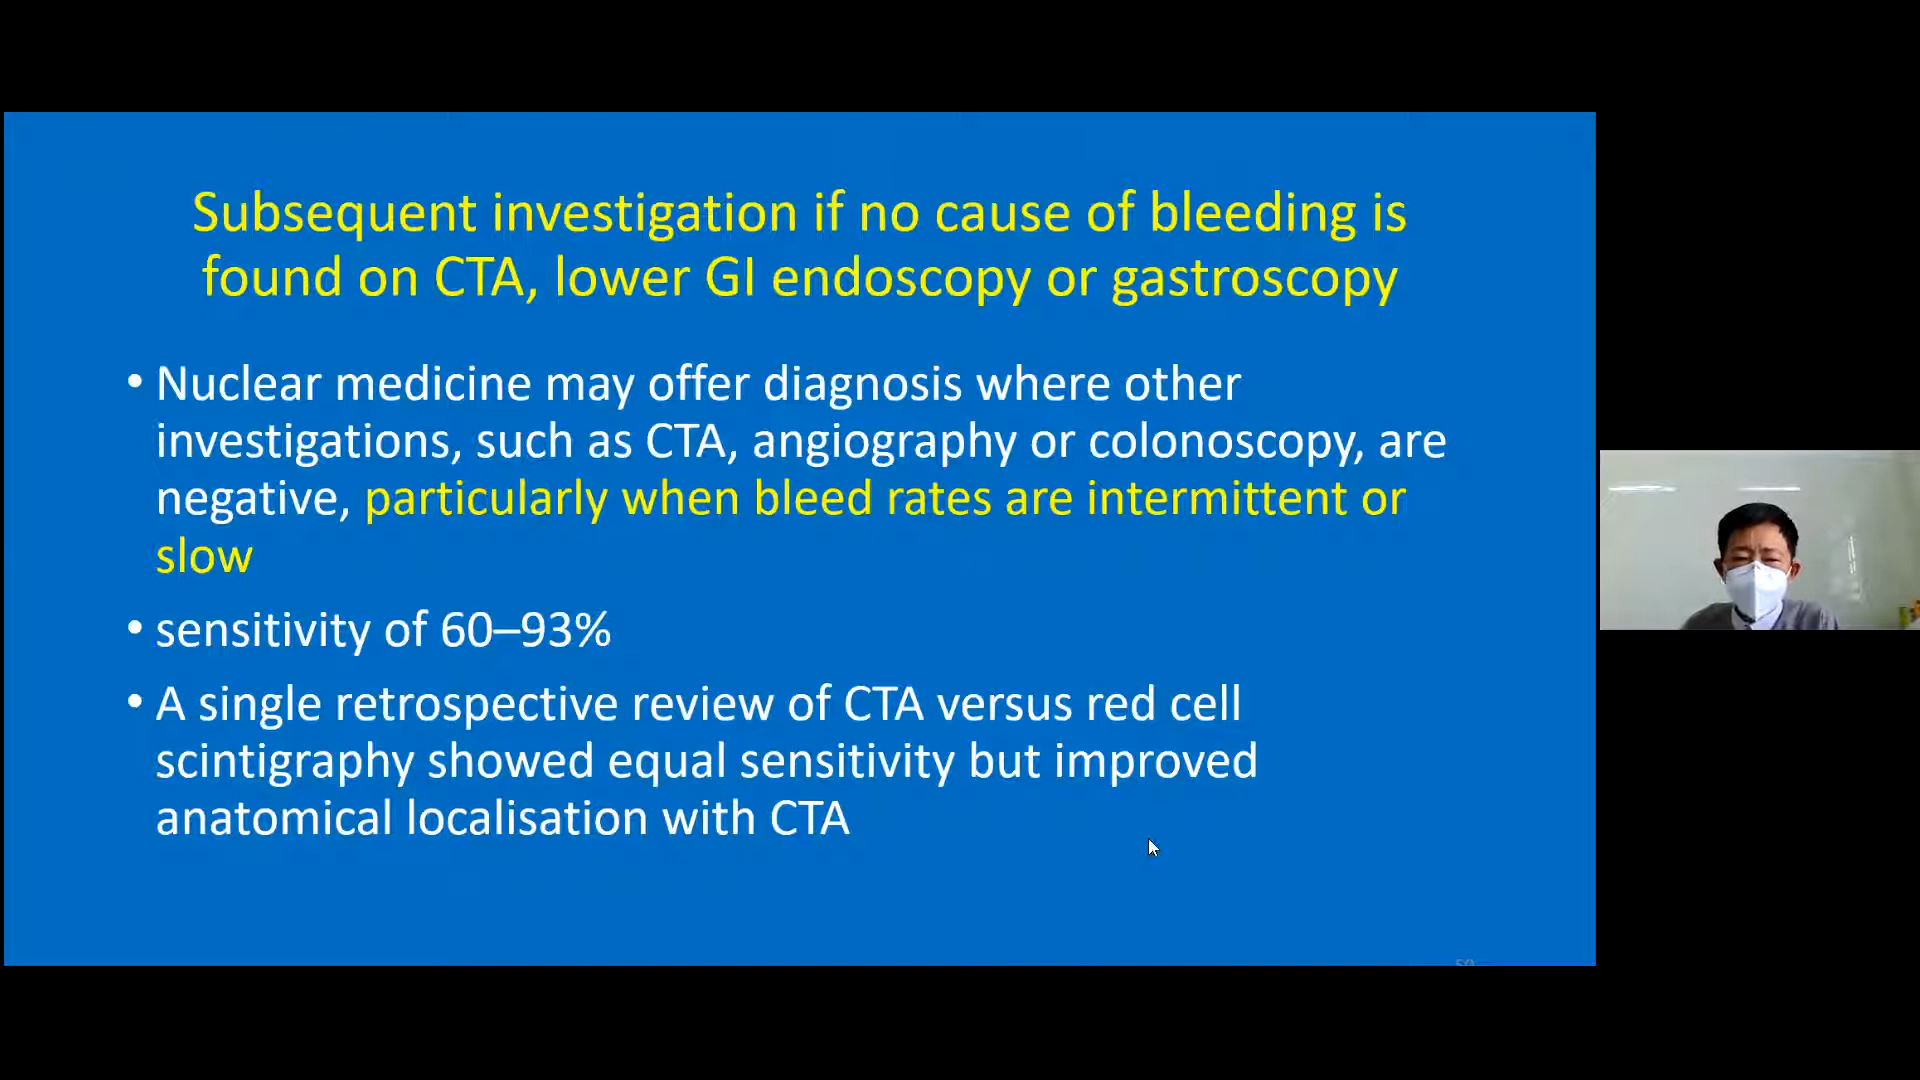 Subsequent investigation if no cause of bleeding is
found on CTA, lower GI endoscopy or gastroscopy
• Nuclear medicine may offer diagnosis where other
investigations, such as CTA, angiography or colonoscopy, are
negative, particularly when bleed rates are intermittent or
slow
• sensitivity of 60–93%
• A single retrospective review of CTA versus red cell
scintigraphy showed equal sensitivity but improved
anatomical localisation with CTA